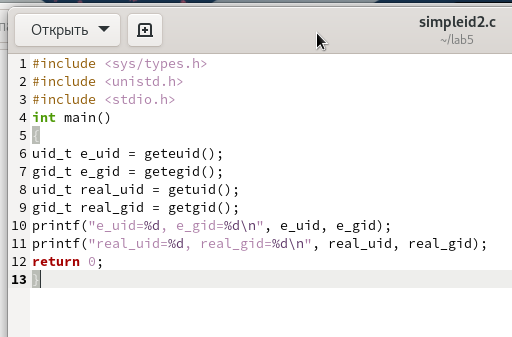 Открыть
simpleid2.c
~/lab5
1 #include <sys/types.h>
2 #include <unistd.h>
3 #include <stdio.h>
4 int main()
5 {
6 uid_t e_uid = geteuid();
7 gid_t e_gid = getegid();
8 uid_t real_uid = getuid();
9 gid_t real_gid = getgid();
10 printf("e_uid=%d, e_gid=%d\n", e_uid, e_gid);
11 printf("real_uid=%d, real_gid=%d\n", real_uid, real_gid);
12 return 0;
13 }